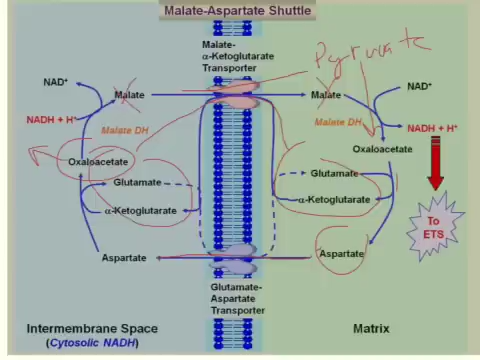 Malate-Aspartate Shuttle
Malate-
α-Ketoglutarate
Transporter
Pyruvate
NAD⁺
Malate
Malate
NAD⁺
NADH + H⁺
Malate DH
Malate DH
NADH + H⁺
Oxaloacetate
Oxaloacetate
Glutamate
Glutamate
α-Ketoglutarate
α-Ketoglutarate
To
ETS
Aspartate
Aspartate
Glutamate-
Aspartate
Transporter
Intermembrane Space
(Cytosolic NADH)
Matrix